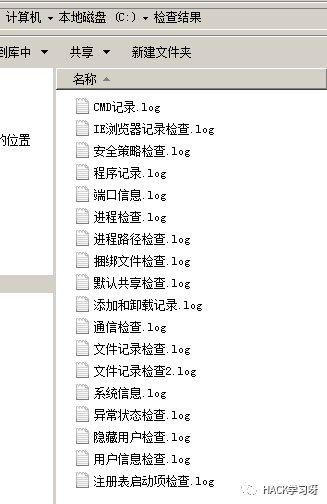 计算机 ▾ 本地磁盘 (C:) ▾ 检查结果
到库中 ▼ 共享 ▼ 新建文件夹
的位置
名称
CMD记录.log
IE浏览器记录检查.log
安全策略检查.log
程序记录.log
端口信息.log
进程检查.log
进程路径检查.log
捆绑文件检查.log
默认共享检查.log
添加和卸载记录.log
通信检查.log
文件记录检查.log
文件记录检查2.log
系统信息.log
异常状态检查.log
隐藏用户检查.log
用户信息检查.log
注册表启动项检查.log
HACK学习呀